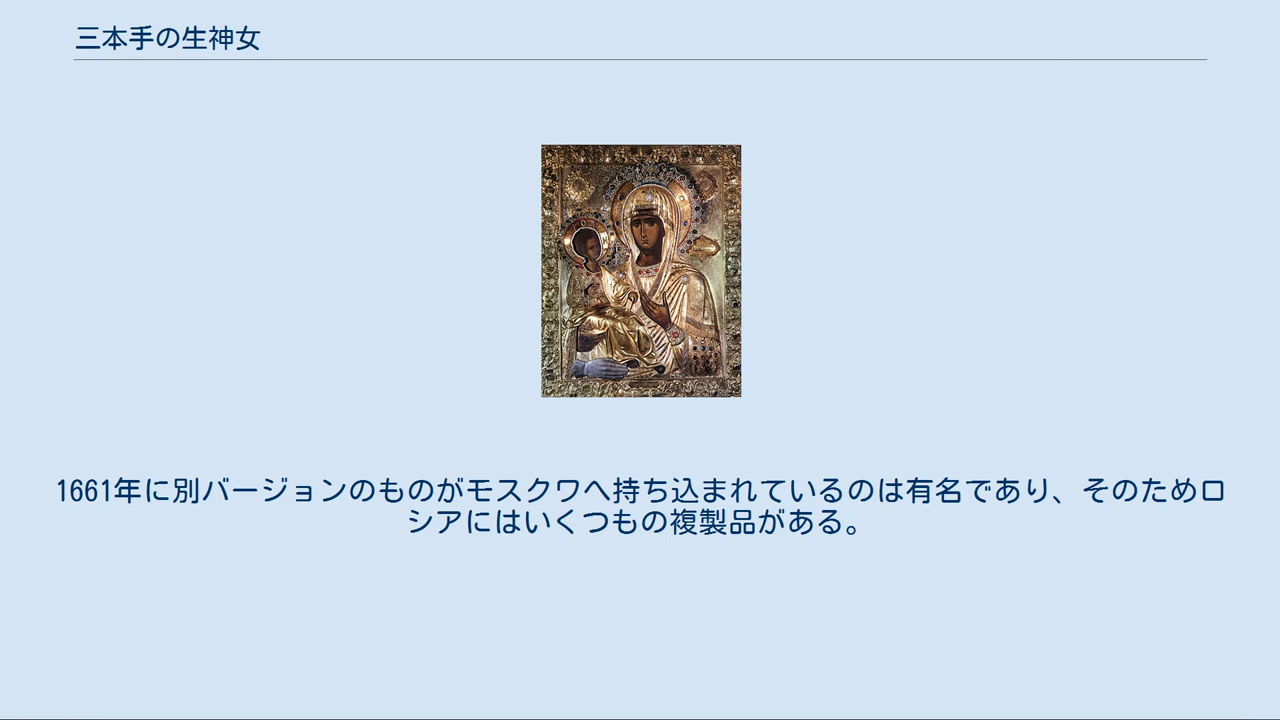 三本手の生神女
1661年に別バージョンのものがモスクワへ持ち込まれているのは有名であり、そのためロ
シアにはいくつもの複製品がある。